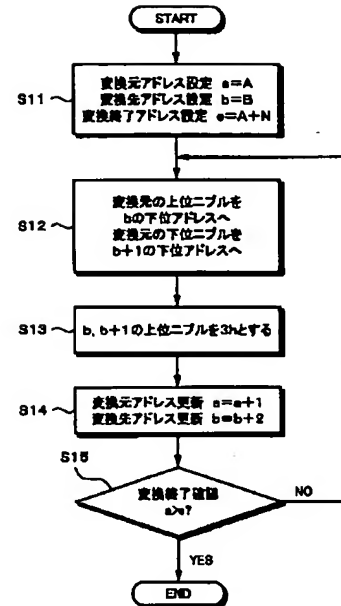 START
S11
変換元アドレス設定 a=A
変換先アドレス設定 b=B
変換終了アドレス設定 e=A+N
S12
変換元の上位ニブルを
bの下位アドレスへ
変換元の下位ニブルを
b+1の下位アドレスへ
S13
b, b+1の上位ニブルを3hとする
S14
変換元アドレス更新 a=a+1
変換先アドレス更新 b=b+2
S15
変換終了確認
a>e?
NO
YES
END